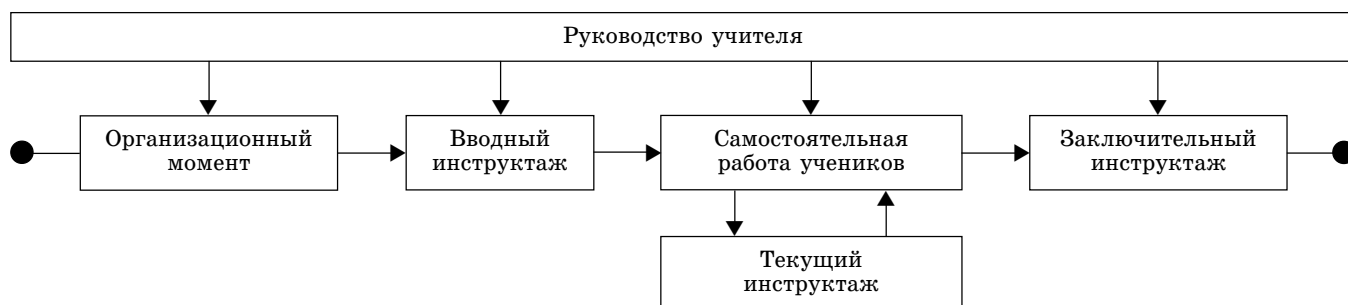 Руководство учителя
Организационный
момент
Вводный
инструктаж
Самостоятельная
работа учеников
Заключительный
инструктаж
Текущий
инструктаж